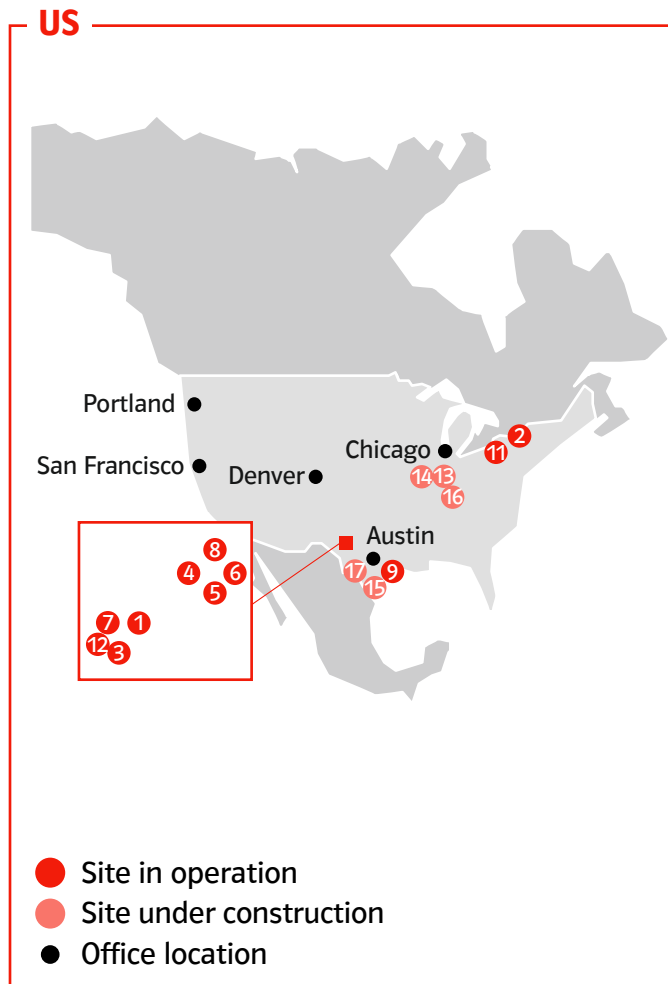 US
Portland
San Francisco
Denver
Chicago
2
11
14
13
16
Austin
17
9
15
8
4
6
5
7
1
12
3
Site in operation
Site under construction
Office location